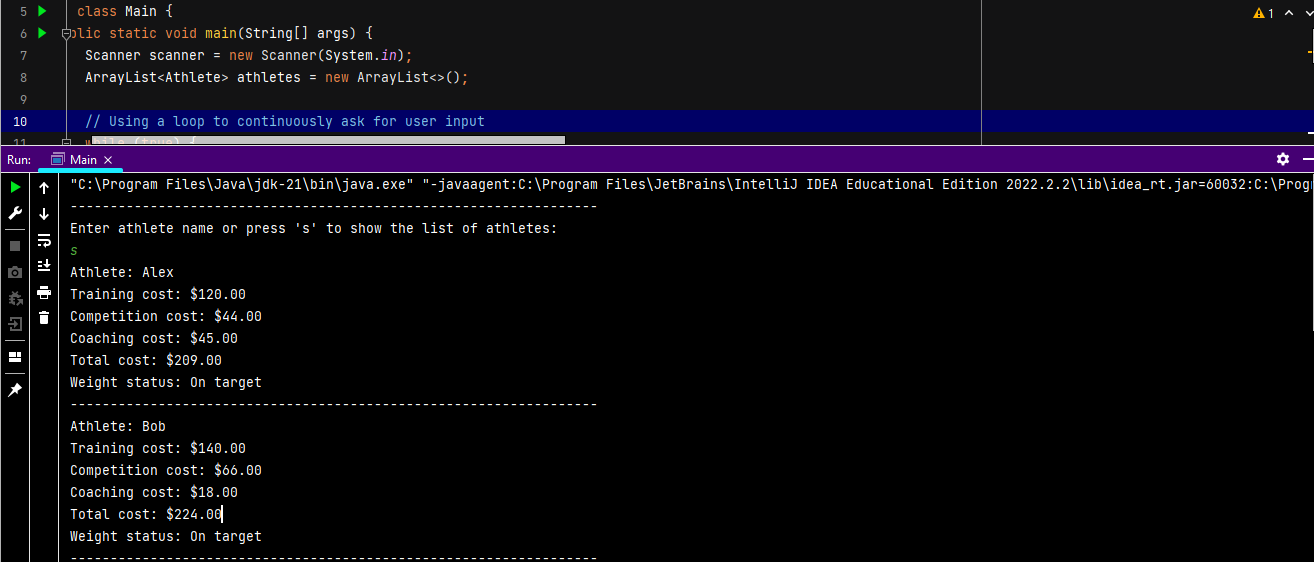 5 class Main {
1
6 blic static void main(String[] args) {
7 Scanner scanner = new Scanner(System.in);
8 ArrayList<Athlete> athletes = new ArrayList<>();
9
10 // Using a loop to continuously ask for user input
11 while (true) {
Run: Main
"C:\Program Files\Java\jdk-21\bin\java.exe" "-javaagent:C:\Program Files\JetBrains\IntelliJ IDEA Educational Edition 2022.2.2\lib\idea_rt.jar=60032:C:\Prog
------------------------------------------------------------------
Enter athlete name or press 's' to show the list of athletes:
s
Athlete: Alex
Training cost: $120.00
Competition cost: $44.00
Coaching cost: $45.00
Total cost: $209.00
Weight status: On target
------------------------------------------------------------------
Athlete: Bob
Training cost: $140.00
Competition cost: $66.00
Coaching cost: $18.00
Total cost: $224.00
Weight status: On target
------------------------------------------------------------------